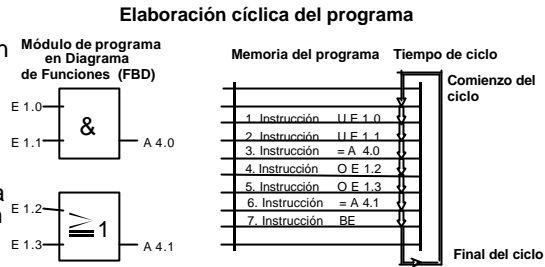 Elaboración cíclica del programa
n
Módulo de programa
en Diagrama
de Funciones (FBD)
E 1.0
E 1.1
&
A 4.0
a
n
E 1.2
E 1.3
≧1
A 4.1
Memoria del programa
Tiempo de ciclo
Comienzo del
ciclo
1. Instrucción U E 1.0
2. Instrucción U E 1.1
3. Instrucción = A 4.0
4. Instrucción O E 1.2
5. Instrucción O E 1.3
6. Instrucción = A 4.1
7. Instrucción BE
Final del ciclo